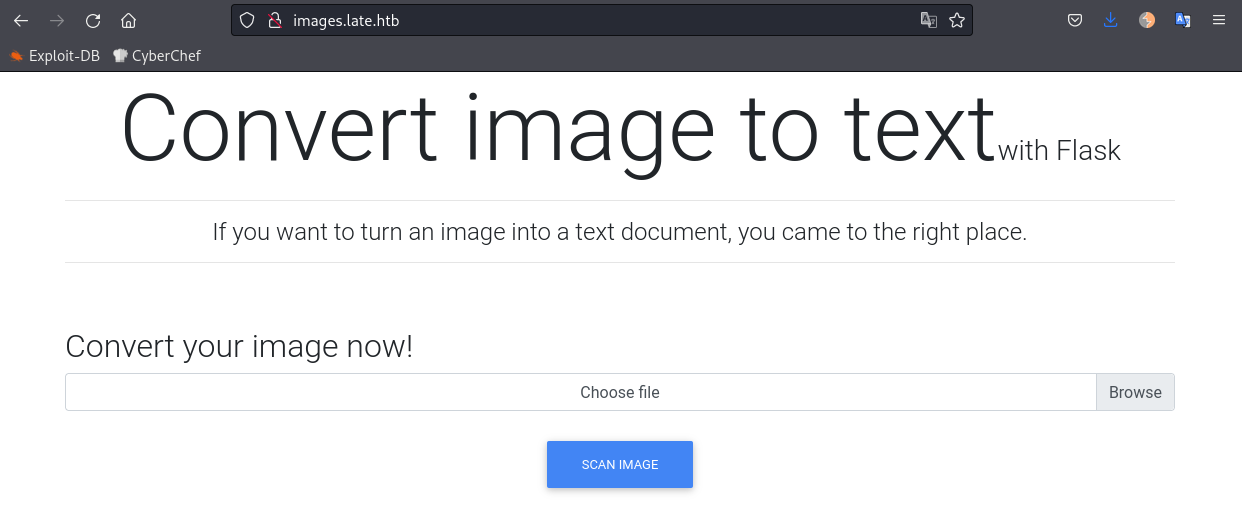 images.late.htb
Exploit-DB CyberChef
Convert image to text with Flask
If you want to turn an image into a text document, you came to the right place.
Convert your image now!
Choose file Browse
SCAN IMAGE